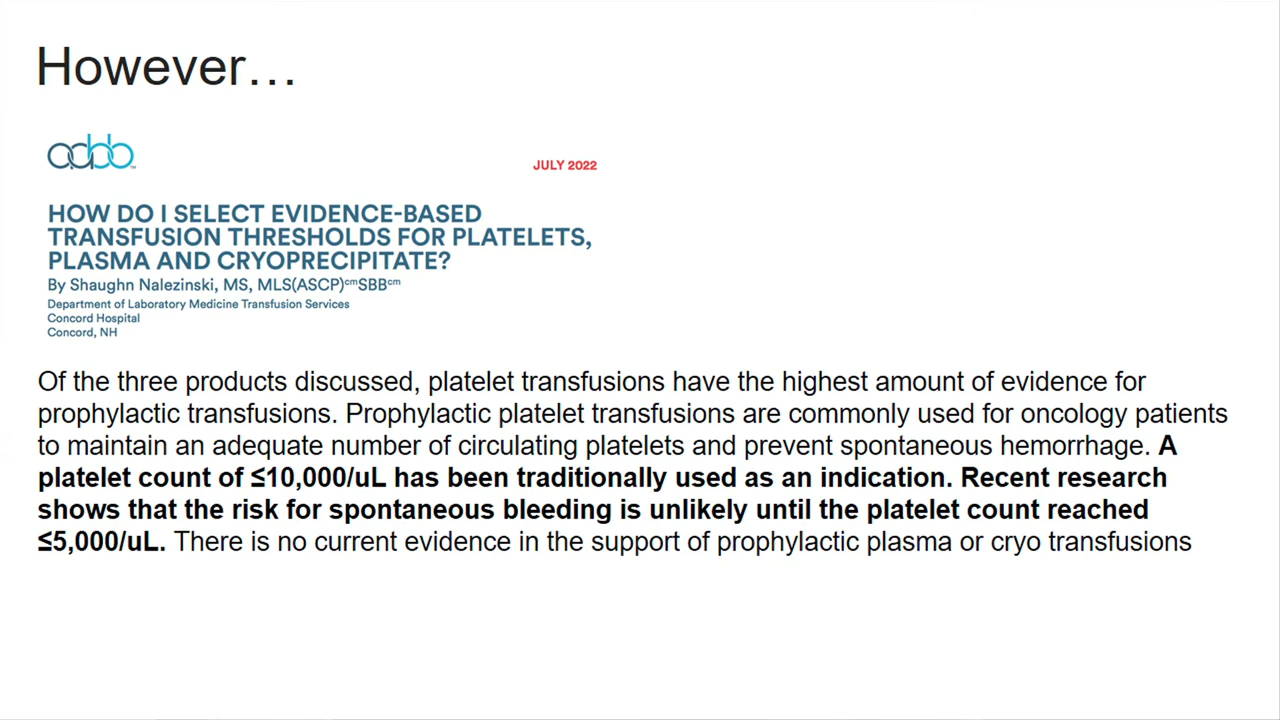 However…
aabb™
JULY 2022
HOW DO I SELECT EVIDENCE-BASED
TRANSFUSION THRESHOLDS FOR PLATELETS,
PLASMA AND CRYOPRECIPITATE?
By Shaughn Nalezinski, MS, MLS(ASCP)ᶜᵐSBBᶜᵐ
Department of Laboratory Medicine Transfusion Services
Concord Hospital
Concord, NH
Of the three products discussed, platelet transfusions have the highest amount of evidence for
prophylactic transfusions. Prophylactic platelet transfusions are commonly used for oncology patients
to maintain an adequate number of circulating platelets and prevent spontaneous hemorrhage. A
platelet count of ≤10,000/uL has been traditionally used as an indication. Recent research
shows that the risk for spontaneous bleeding is unlikely until the platelet count reached
≤5,000/uL. There is no current evidence in the support of prophylactic plasma or cryo transfusions